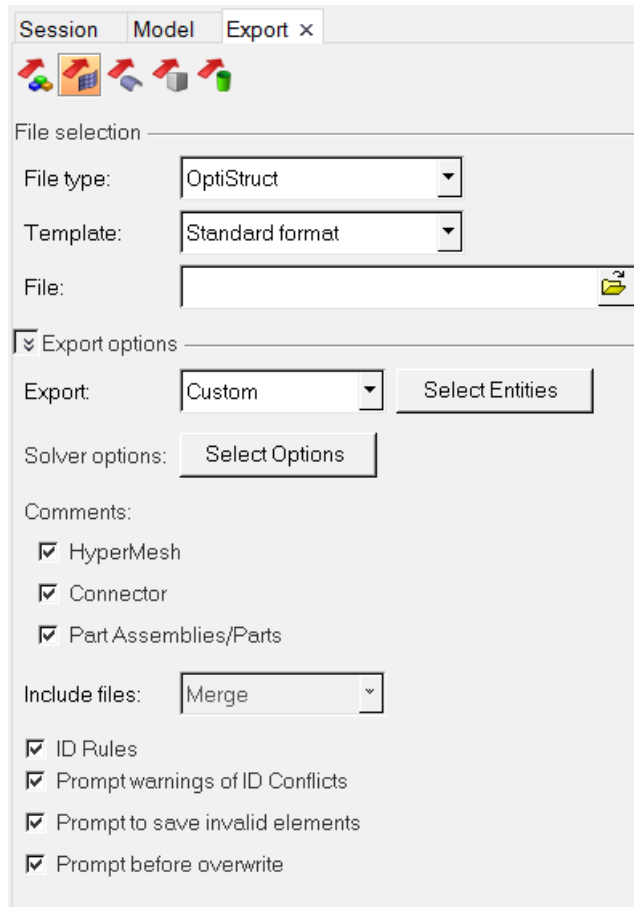 Session Model Export ×
File selection
File type: OptiStruct
Template: Standard format
File:
Export options
Export: Custom Select Entities
Solver options: Select Options
Comments:
HyperMesh
Connector
Part Assemblies/Parts
Include files: Merge
ID Rules
Prompt warnings of ID Conflicts
Prompt to save invalid elements
Prompt before overwrite